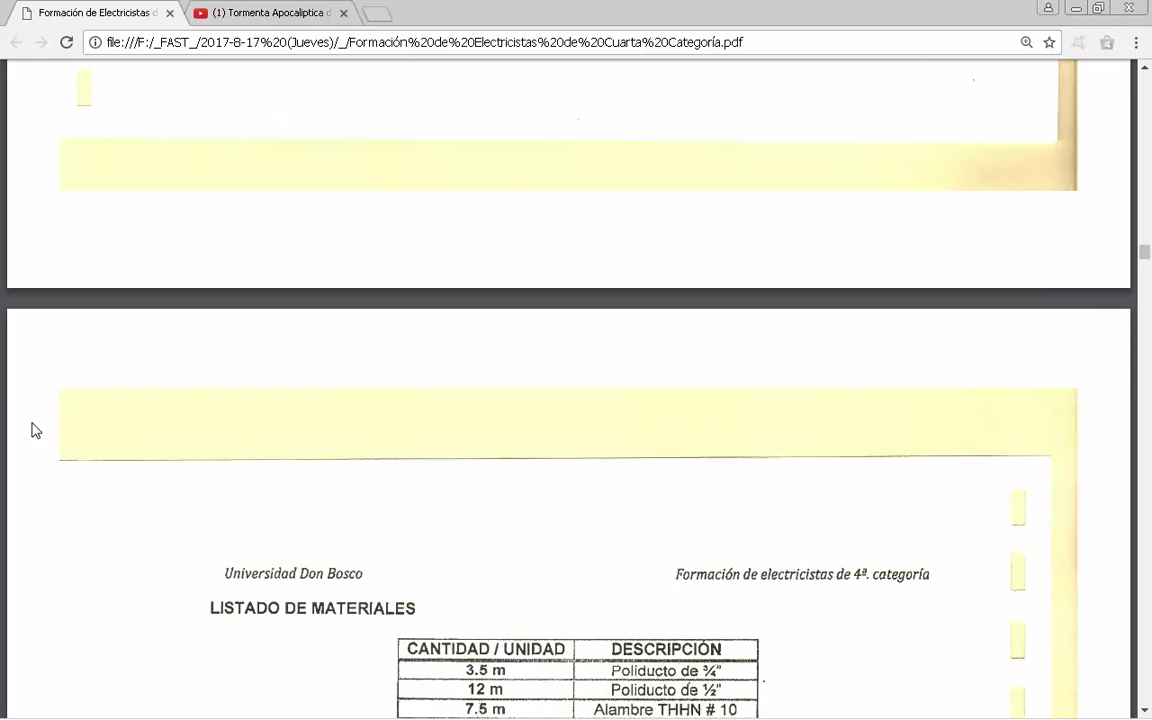 Formación de Electricistas d
(1) Tormenta Apocaliptica d
file:///F:/_FAST_/2017-8-17%20(Jueves)/_/Formación%20de%20Electricistas%20de%20Cuarta%20Categoría.pdf
Universidad Don Bosco
Formación de electricistas de 4ª. categoría
LISTADO DE MATERIALES
CANTIDAD / UNIDAD DESCRIPCIÓN
3.5 m Poliducto de ¾"
12 m Poliducto de ½"
7.5 m Alambre THHN # 10